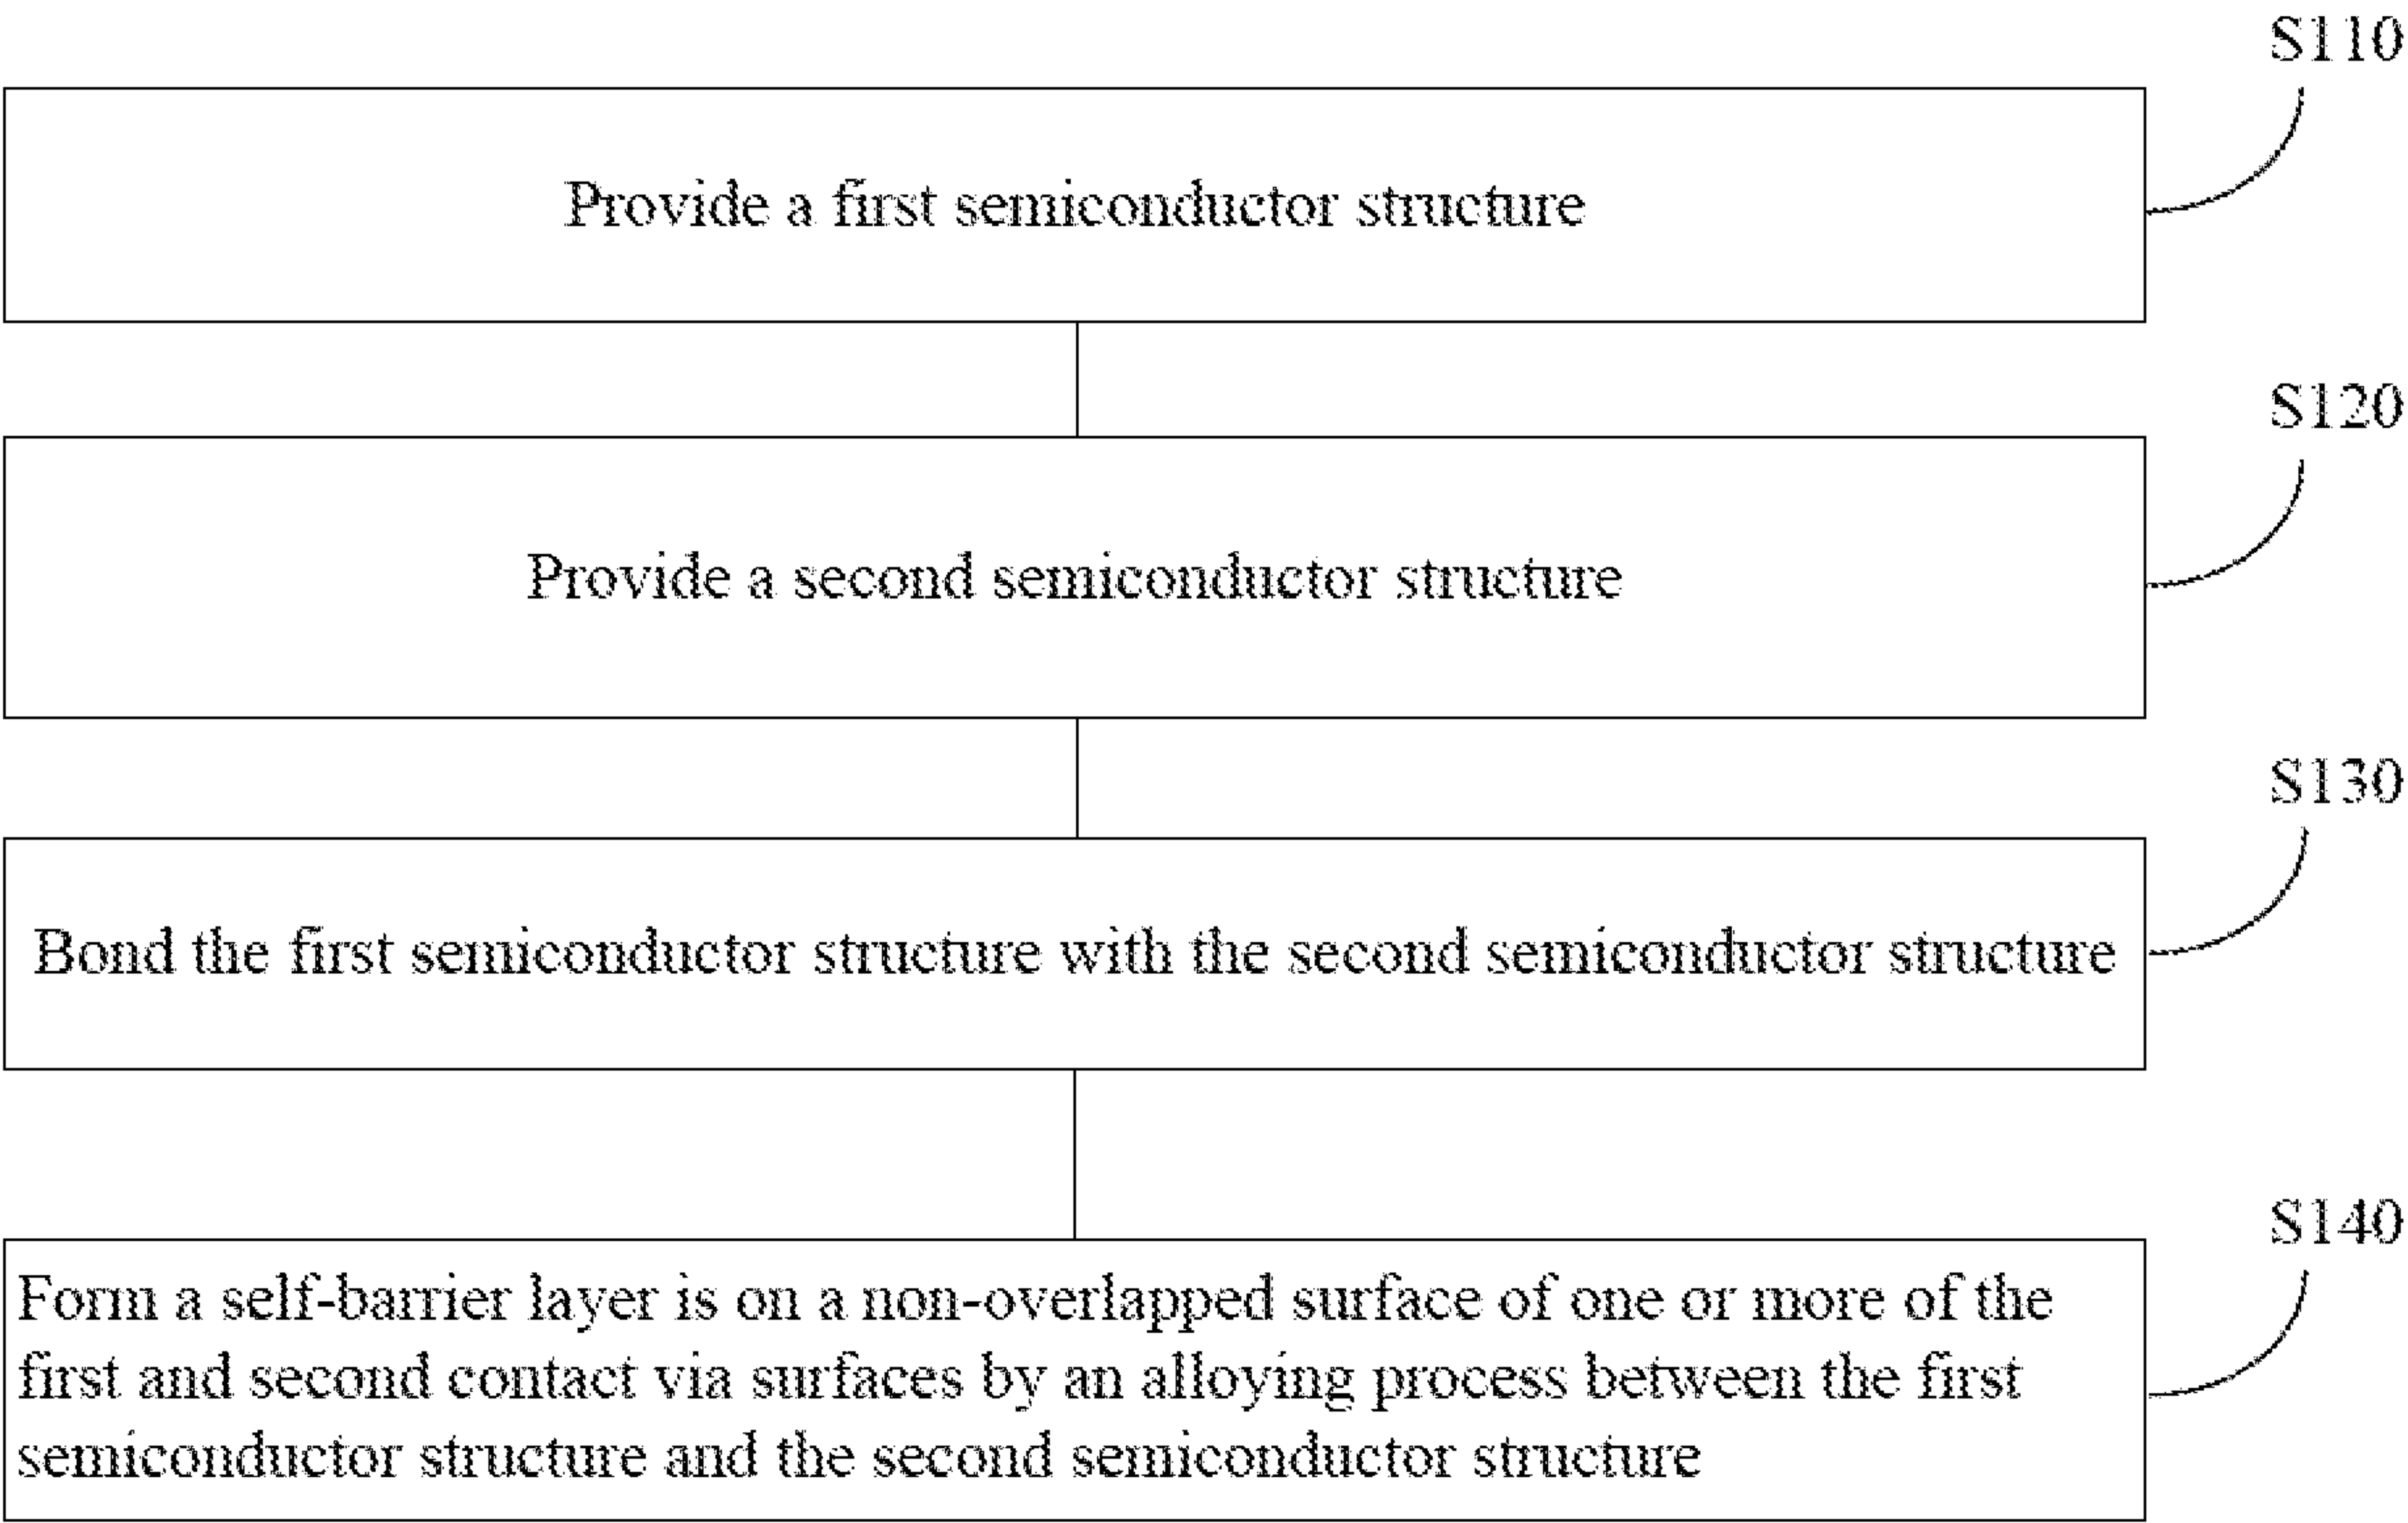 S110
Provide a first semiconductor structure
S120
Provide a second semiconductor structure
S130
Bond the first semiconductor structure with the second semiconductor structure
S140
Form a self-barrier layer is on a non-overlapped surface of one or more of the
first and second contact via surfaces by an alloying process between the first
semiconductor structure and the second semiconductor structure